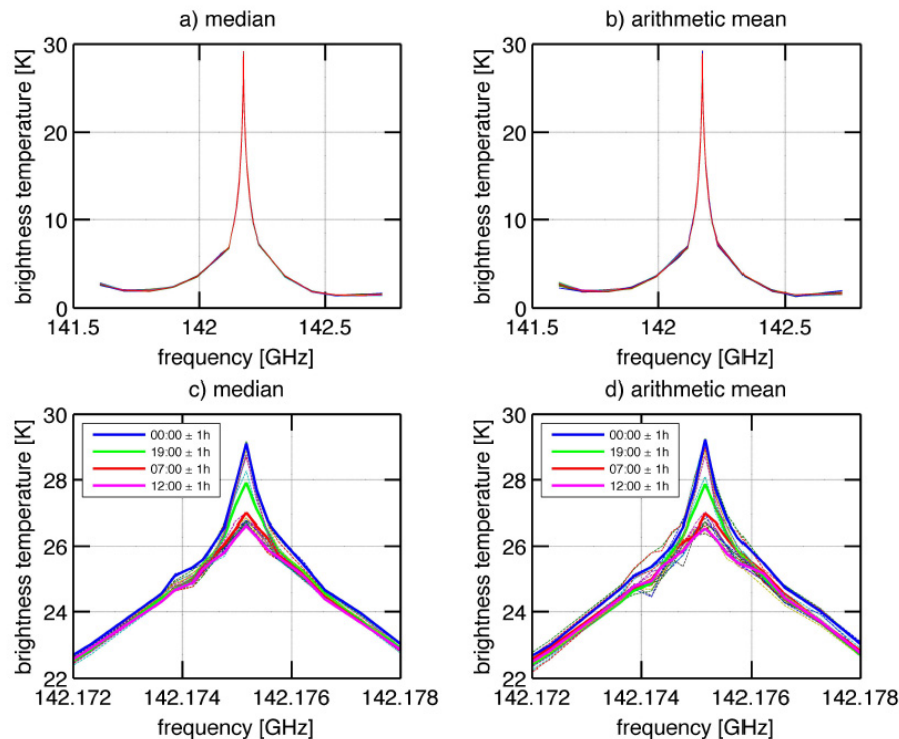 a) median
b) arithmetic mean
brightness temperature [K]
30
20
10
0
141.5
142
142.5
frequency [GHz]
brightness temperature [K]
30
20
10
0
141.5
142
142.5
frequency [GHz]
c) median
d) arithmetic mean
brightness temperature [K]
30
28
26
24
22
00:00 ± 1h
19:00 ± 1h
07:00 ± 1h
12:00 ± 1h
142.172
142.174
142.176
142.178
frequency [GHz]
brightness temperature [K]
30
28
26
24
22
00:00 ± 1h
19:00 ± 1h
07:00 ± 1h
12:00 ± 1h
142.172
142.174
142.176
142.178
frequency [GHz]